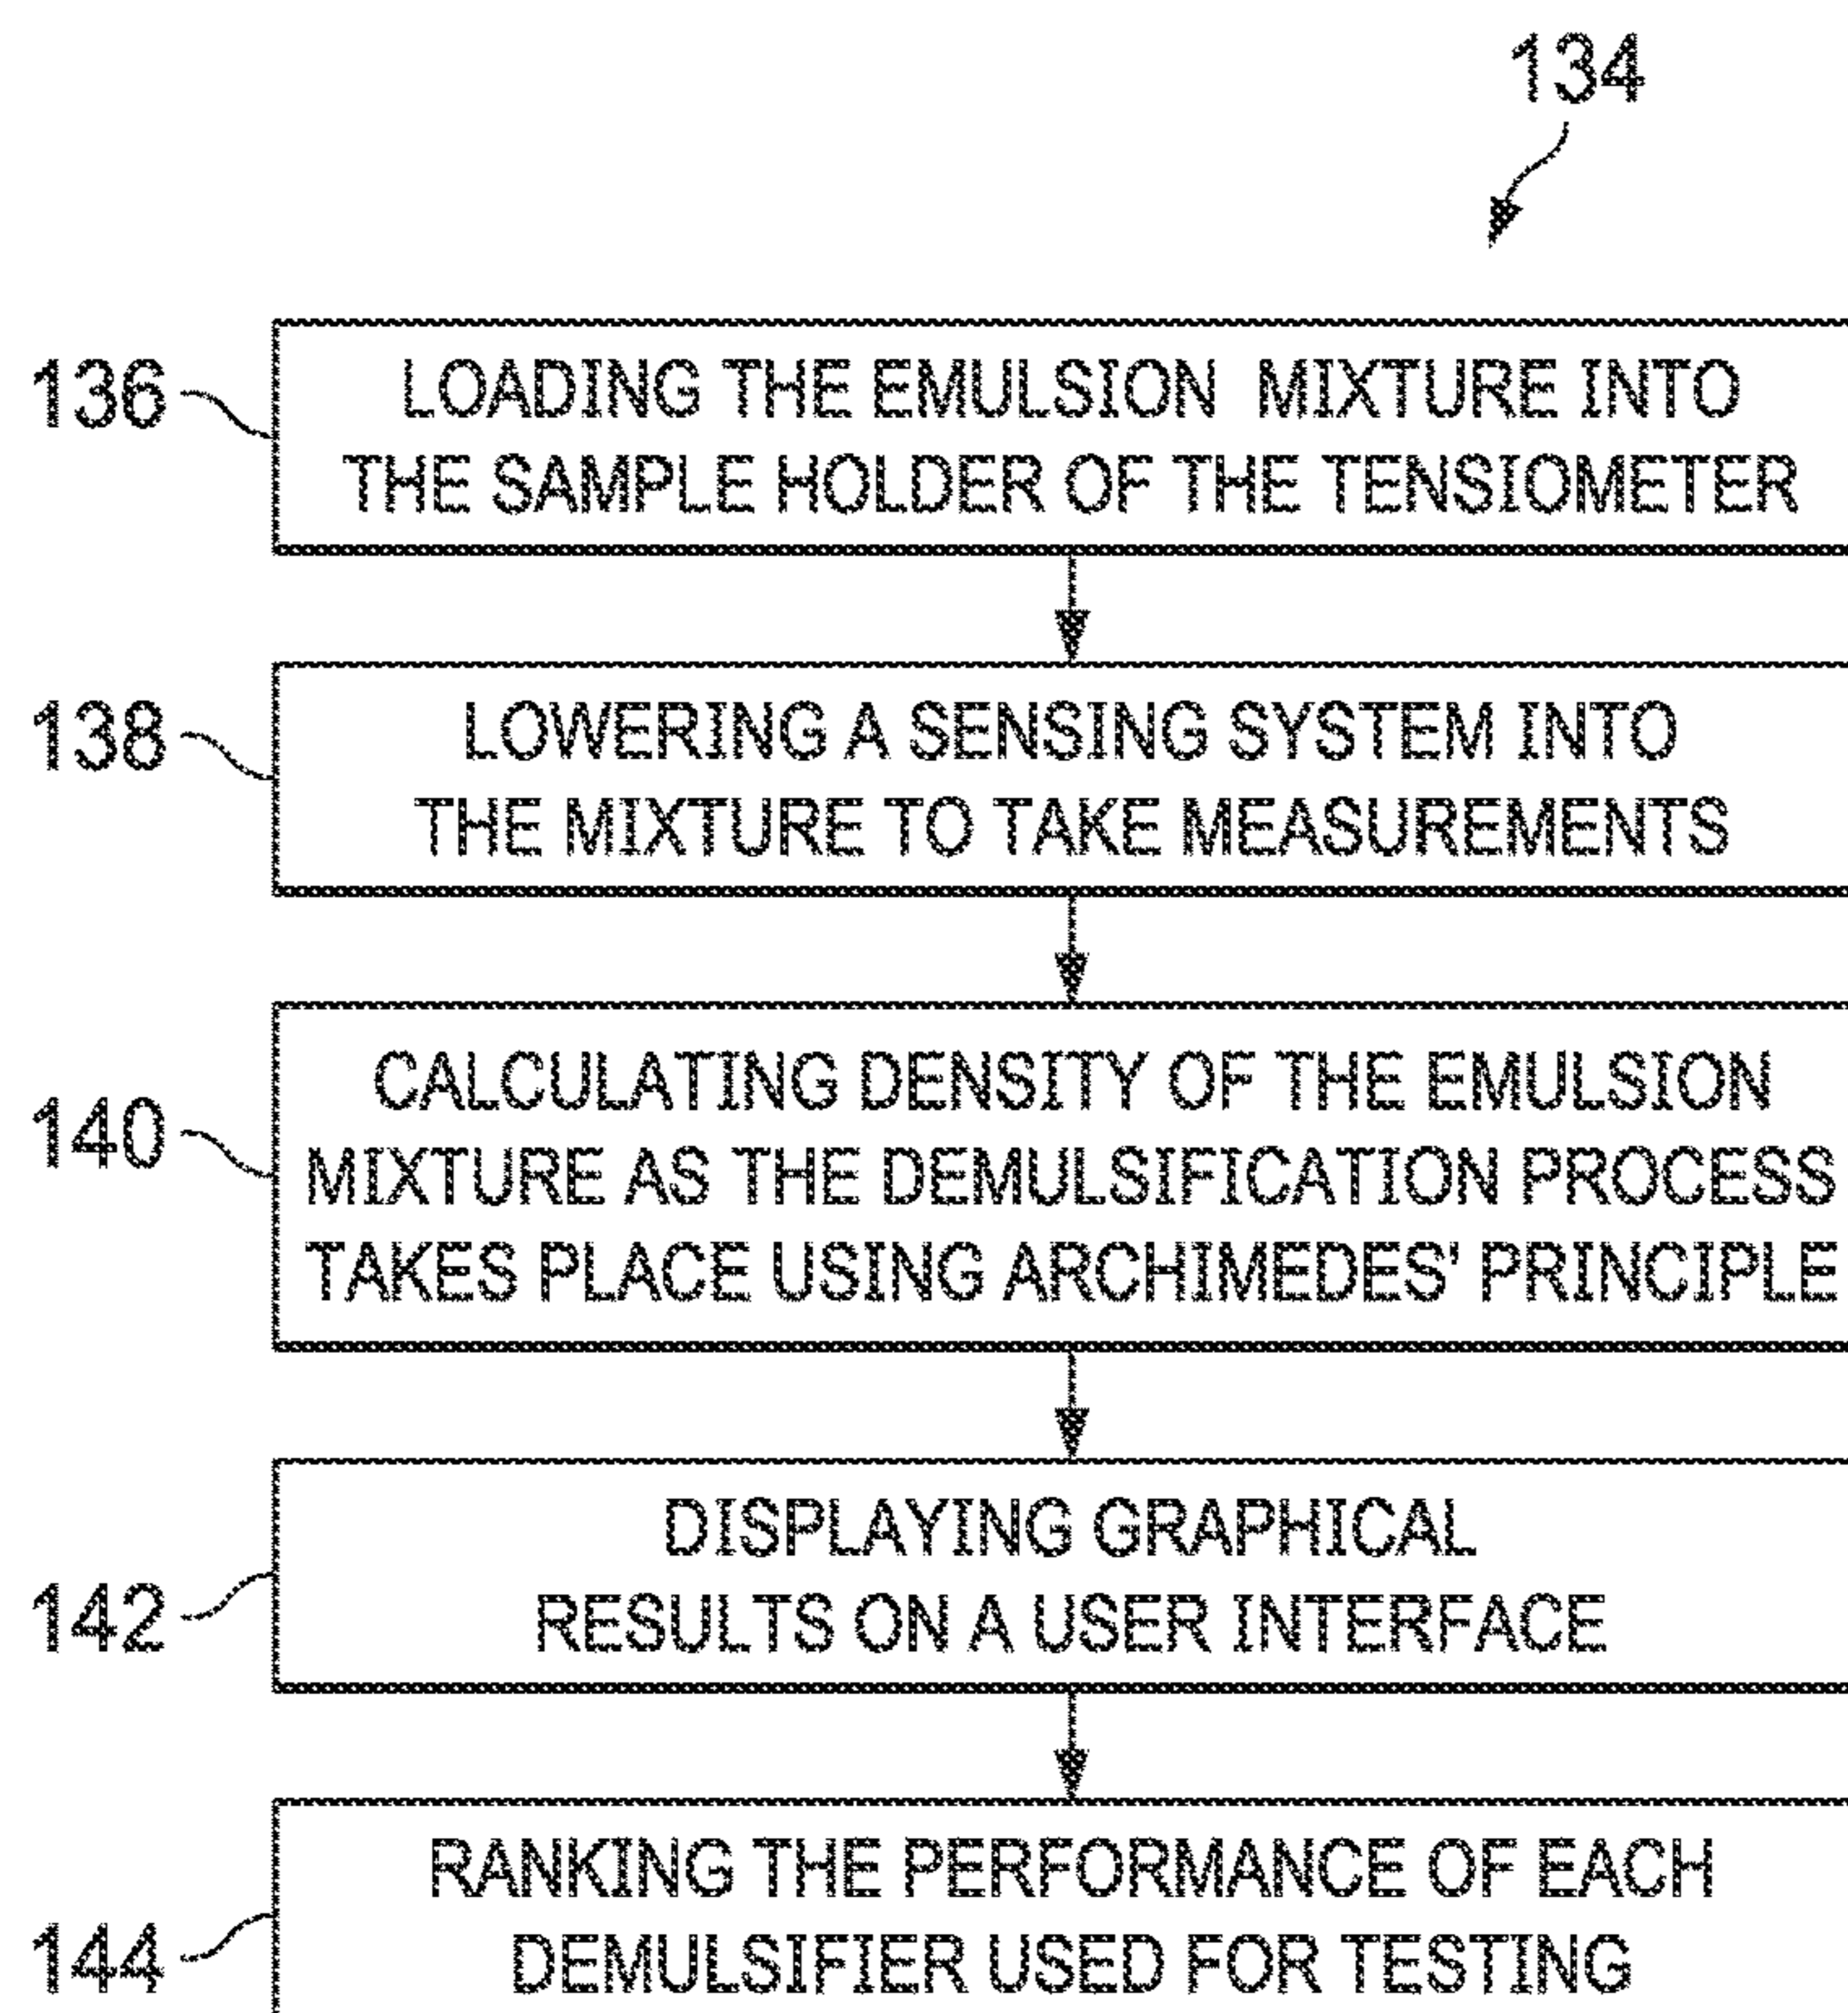 134
136
LOADING THE EMULSION MIXTURE INTO
THE SAMPLE HOLDER OF THE TENSIOMETER
138
LOWERING A SENSING SYSTEM INTO
THE MIXTURE TO TAKE MEASUREMENTS
140
CALCULATING DENSITY OF THE EMULSION
MIXTURE AS THE DEMULSIFICATION PROCESS
TAKES PLACE USING ARCHIMEDES' PRINCIPLE
142
DISPLAYING GRAPHICAL
RESULTS ON A USER INTERFACE
144
RANKING THE PERFORMANCE OF EACH
DEMULSIFIER USED FOR TESTING